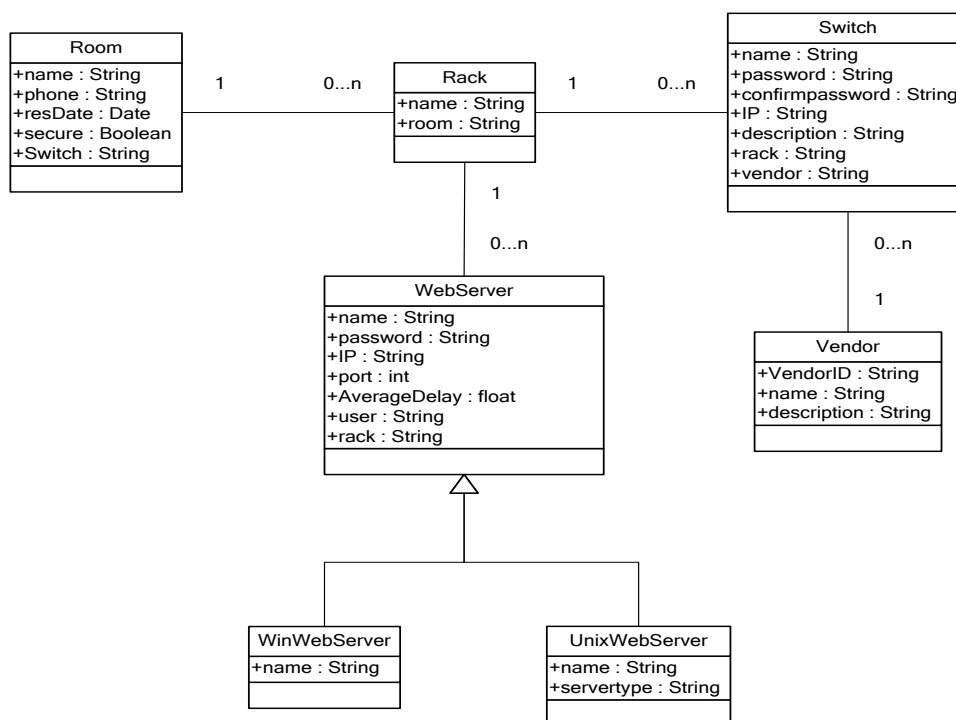 Room
+name : String
+phone : String
+resDate : Date
+secure : Boolean
+Switch : String
1
0...n
Rack
+name : String
+room : String
1
0...n
Switch
+name : String
+password : String
+confirmpassword : String
+IP : String
+description : String
+rack : String
+vendor : String
1
0...n
0...n
1
WebServer
+name : String
+password : String
+IP : String
+port : int
+AverageDelay : float
+user : String
+rack : String
Vendor
+VendorID : String
+name : String
+description : String
WinWebServer
+name : String
UnixWebServer
+name : String
+servertype : String